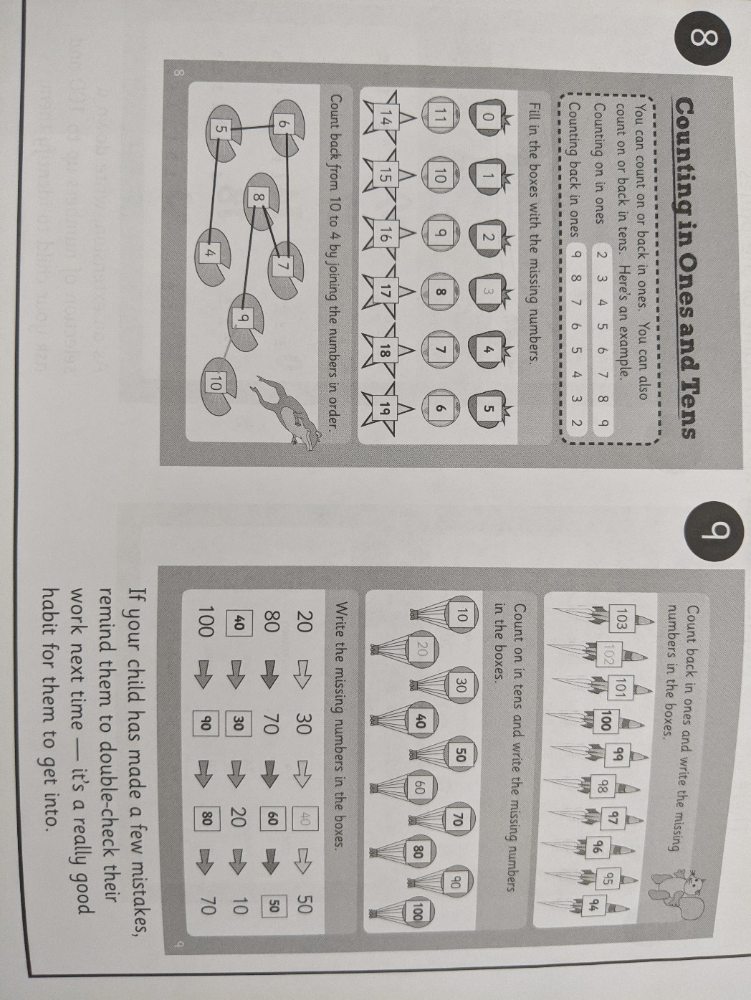 8
Counting in Ones and Tens
You can count on or back in ones. You can also
count on or back in tens. Here's an example.
Counting on in ones 2 3 4 5 6 7 8 9
Counting back in ones 9 8 7 6 5 4 3 2
Fill in the boxes with the missing numbers.
0 1 2 3 4 5
11 10 9 8 7 6
14 15 16 17 18 19
Count back from 10 to 4 by joining the numbers in order.
6 7
8
9
5 4 10
8
9
Count back in ones and write the missing
numbers in the boxes.
103 102 101 100 99 98 97 96 95 94
Count on in tens and write the missing numbers
in the boxes.
10 20 30 40 50 60 70 80 90 100
Write the missing numbers in the boxes.
20 30 40 50
80 70 60 50
40 30 20 10
100 90 80 70
9
If your child has made a few mistakes,
remind them to double-check their
work next time — it's a really good
habit for them to get into.